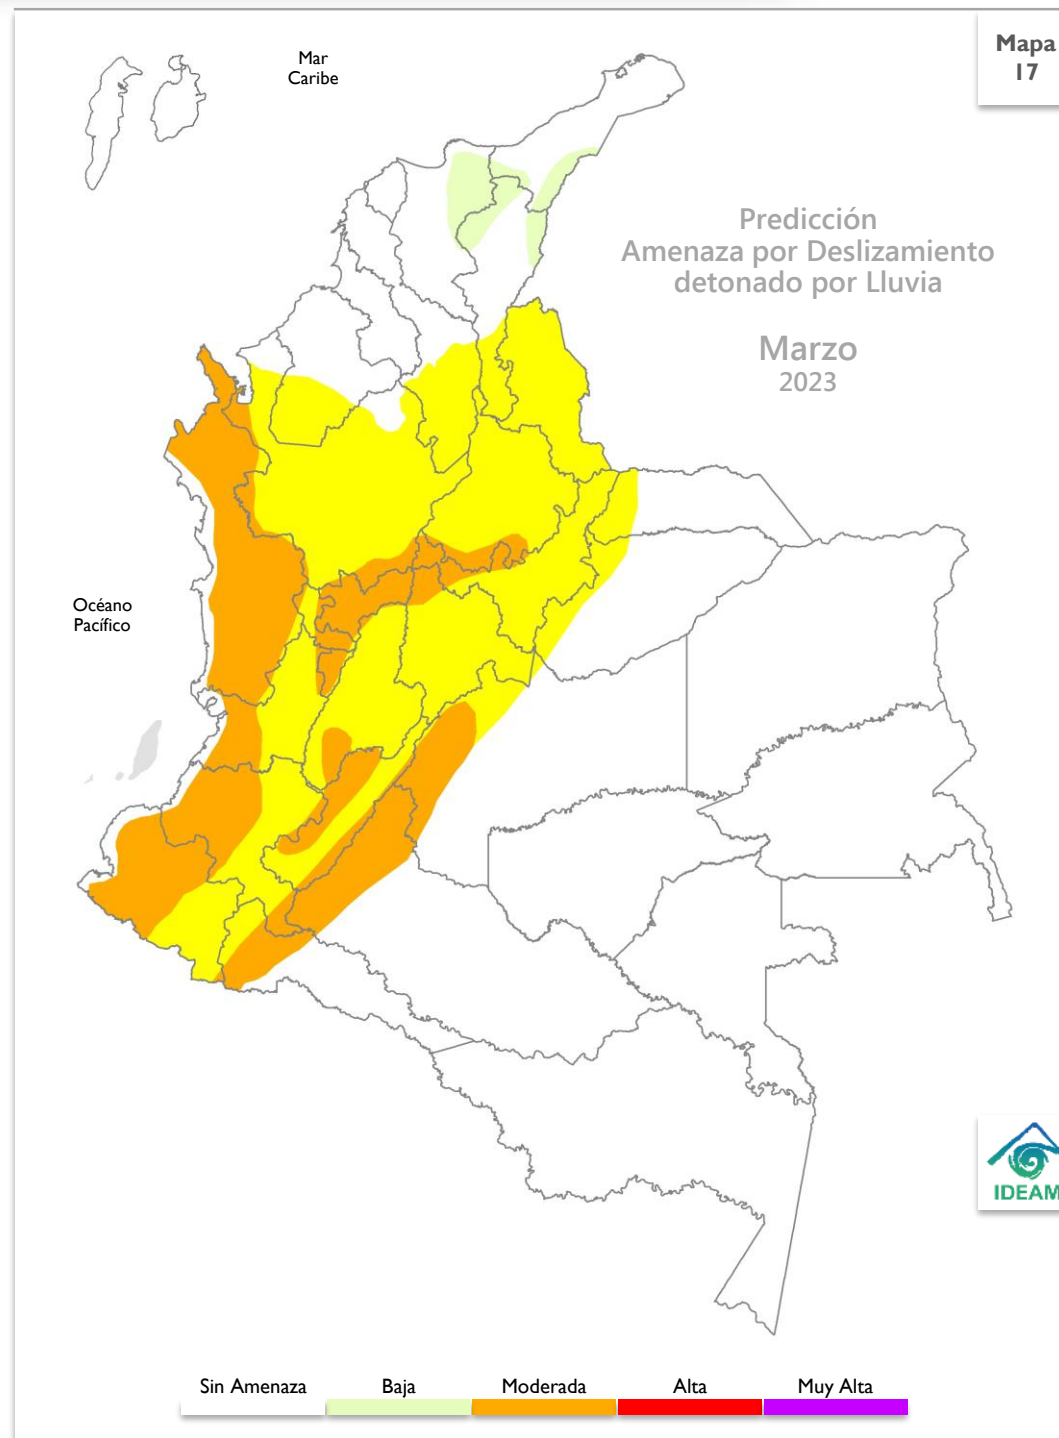 Mapa
17
Mar
Caribe
Predicción
Amenaza por Deslizamiento
detonado por Lluvia
Marzo
2023
Océano
Pacífico
IDEAM
Sin Amenaza Baja Moderada Alta Muy Alta